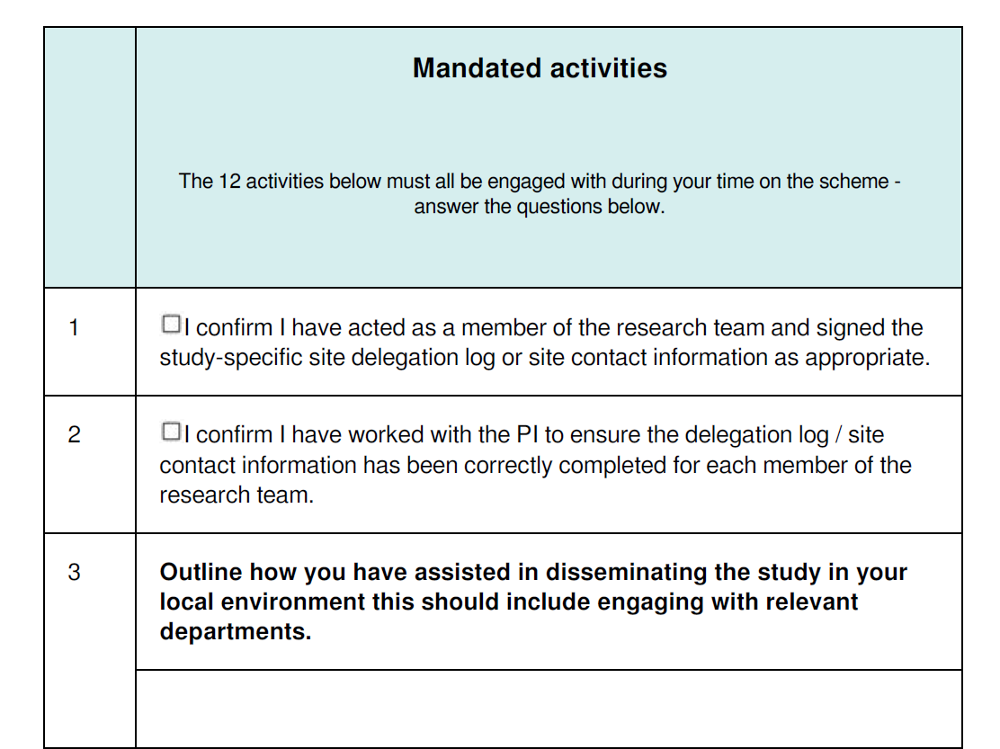 Mandated activities
The 12 activities below must all be engaged with during your time on the scheme -
answer the questions below.
1
I confirm I have acted as a member of the research team and signed the
study-specific site delegation log or site contact information as appropriate.
2
I confirm I have worked with the PI to ensure the delegation log / site
contact information has been correctly completed for each member of the
research team.
3
Outline how you have assisted in disseminating the study in your
local environment this should include engaging with relevant
departments.